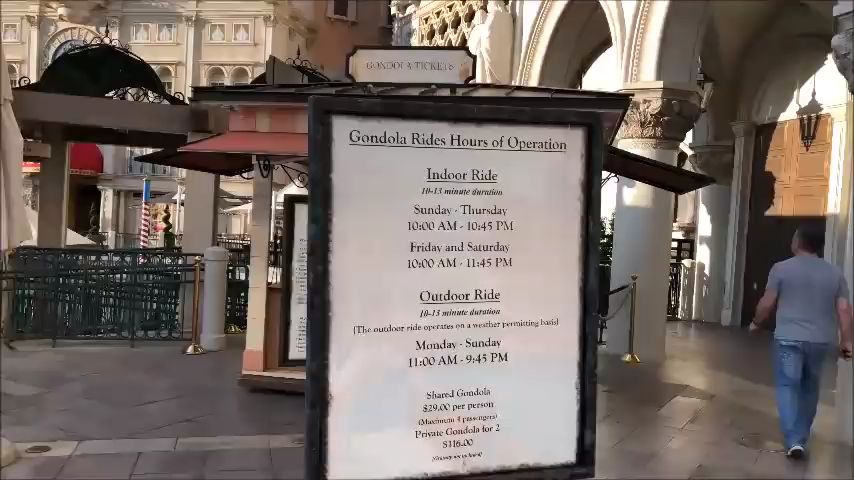 GONDOLA TICKETS
Gondola Rides Hours of Operation
Indoor Ride
10-13 minute duration
Sunday - Thursday
10:00 AM - 10:45 PM
Friday and Saturday
10:00 AM - 11:45 PM
Outdoor Ride
10-13 minute duration
(The outdoor ride operates on a weather permitting basis)
Monday - Sunday
11:00 AM - 9:45 PM
Shared Gondola
$29.00 per person
(Maximum 4 passengers)
Private Gondola for 2
$116.00
(Gratuity not included)